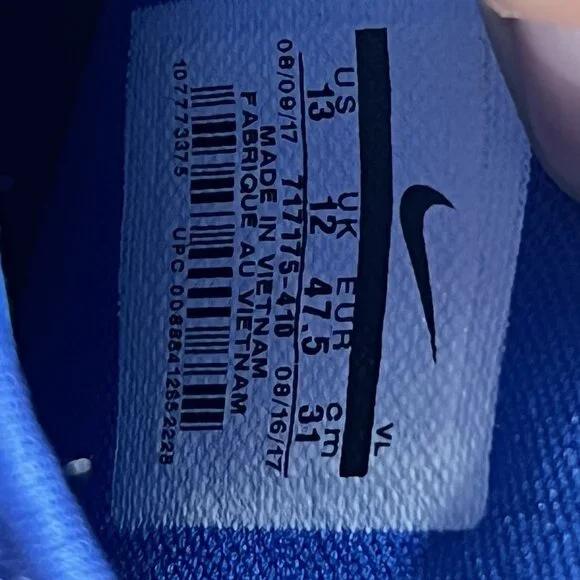 VL
US UK EUR cm
13 12 47.5 31
08/09/17 717175-410 08/16/17
MADE IN VIETNAM
FABRIQUE AU VIETNAM
107773375 UPC 00888412652228